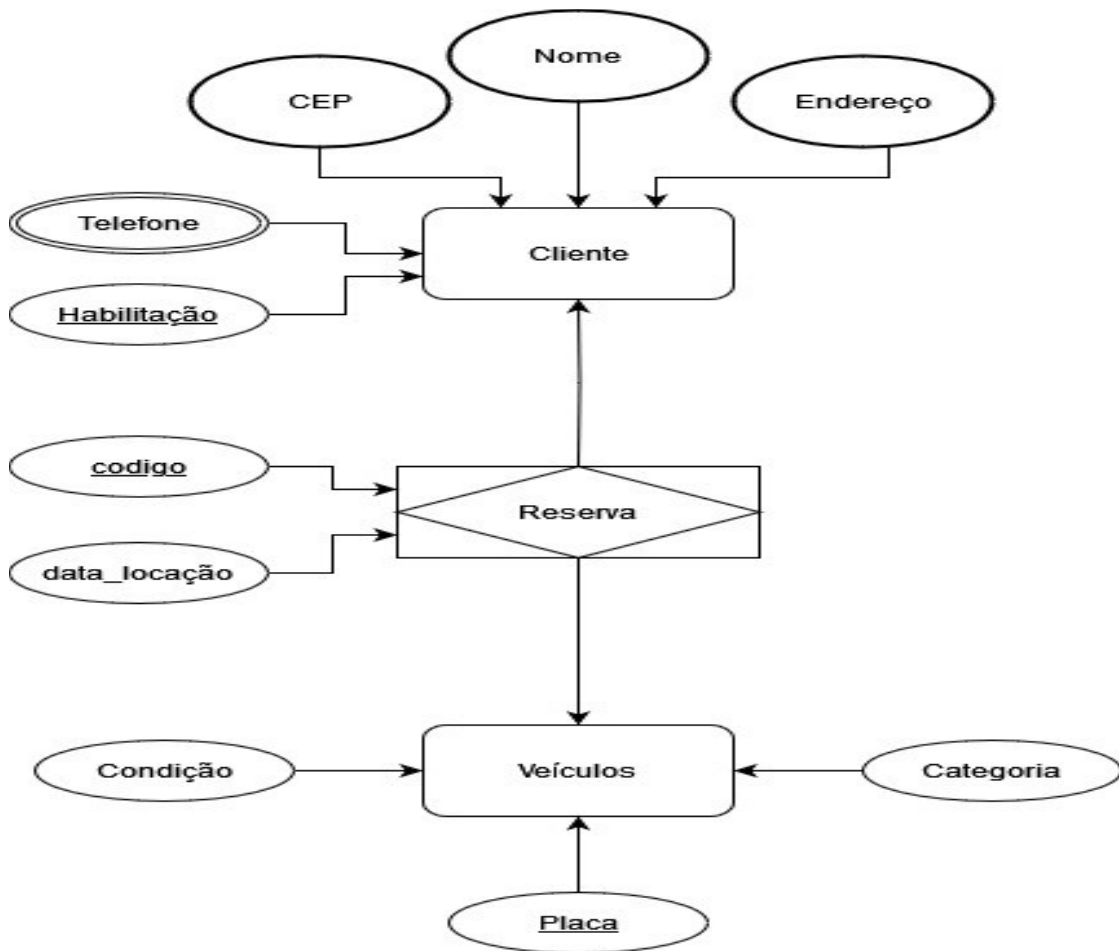 Nome
CEP
Endereço
Telefone
Cliente
Habilitação
codigo
Reserva
data_locação
Condição
Veículos
Categoria
Placa